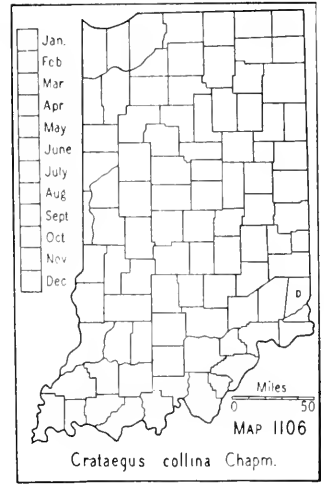 Jan.
Feb
Mar
Apr
May
June
July
Aug
Sept
Oct
Nov
Dec
D
Miles
0 50
MAP 1106
Crataegus collina Chapm.